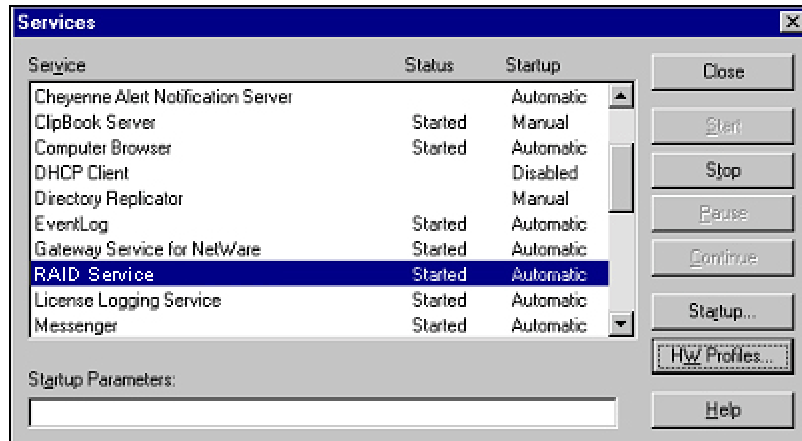 Services
Service Status Startup
Close
Cheyenne Alert Notification Server Automatic
ClipBook Server Started Manual
Start
Computer Browser Started Automatic
DHCP Client Disabled
Stop
Directory Replicator Manual
EventLog Started Automatic
Pause
Gateway Service for NetWare Started Automatic
RAID Service Started Automatic
Continue
License Logging Service Started Automatic
Messenger Started Automatic
Startup...
HW Profiles...
Startup Parameters:
Help